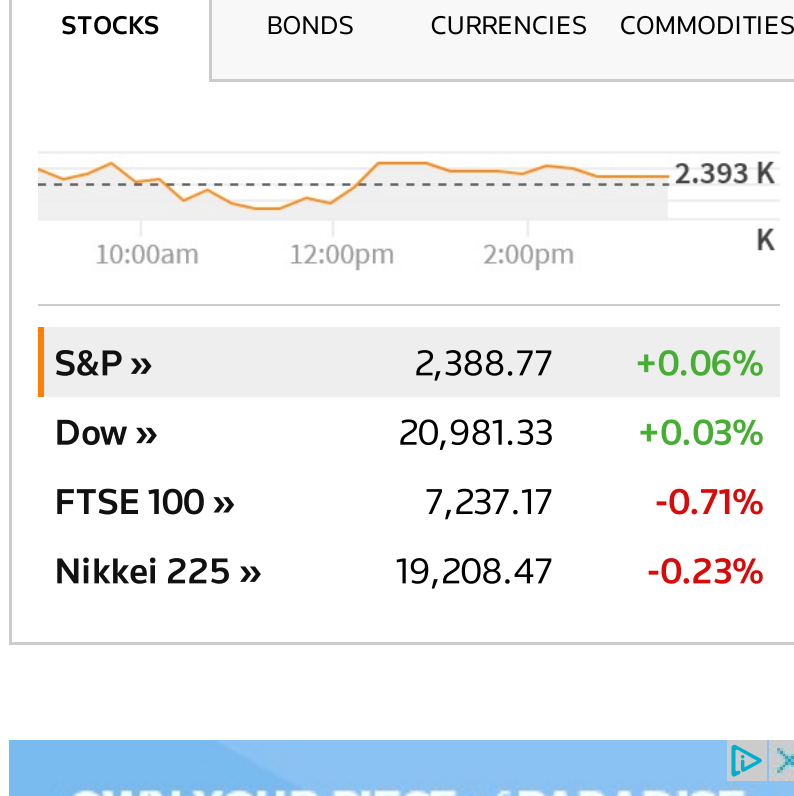 STOCKS BONDS CURRENCIES COMMODITIES
2.393 K
K
10:00am 12:00pm 2:00pm
S&P » 2,388.77 +0.06%
Dow » 20,981.33 +0.03%
FTSE 100 » 7,237.17 -0.71%
Nikkei 225 » 19,208.47 -0.23%